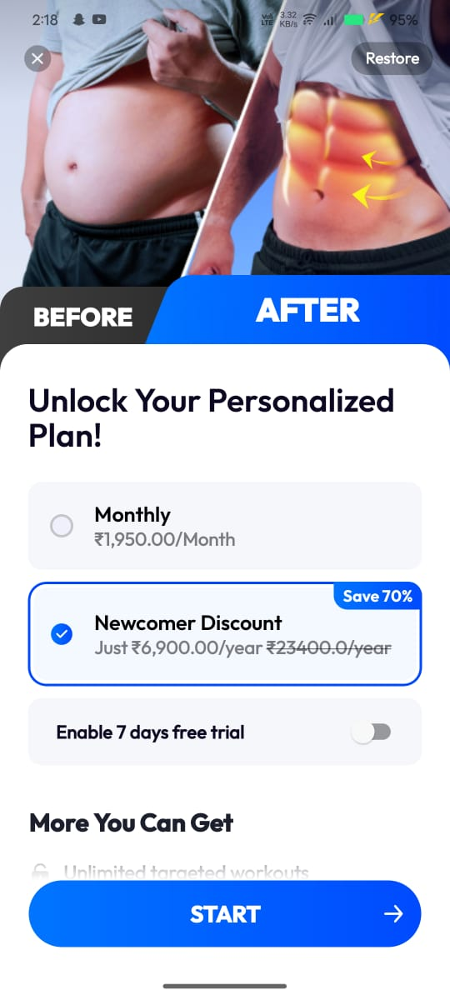 2:18
Vo)
LTE
3.32
KB/s
95%
Restore
BEFORE
AFTER
Unlock Your Personalized
Plan!
Monthly
₹1,950.00/Month
Save 70%
Newcomer Discount
Just ₹6,900.00/year ₹23400.0/year
Enable 7 days free trial
More You Can Get
Unlimited targeted workouts
START